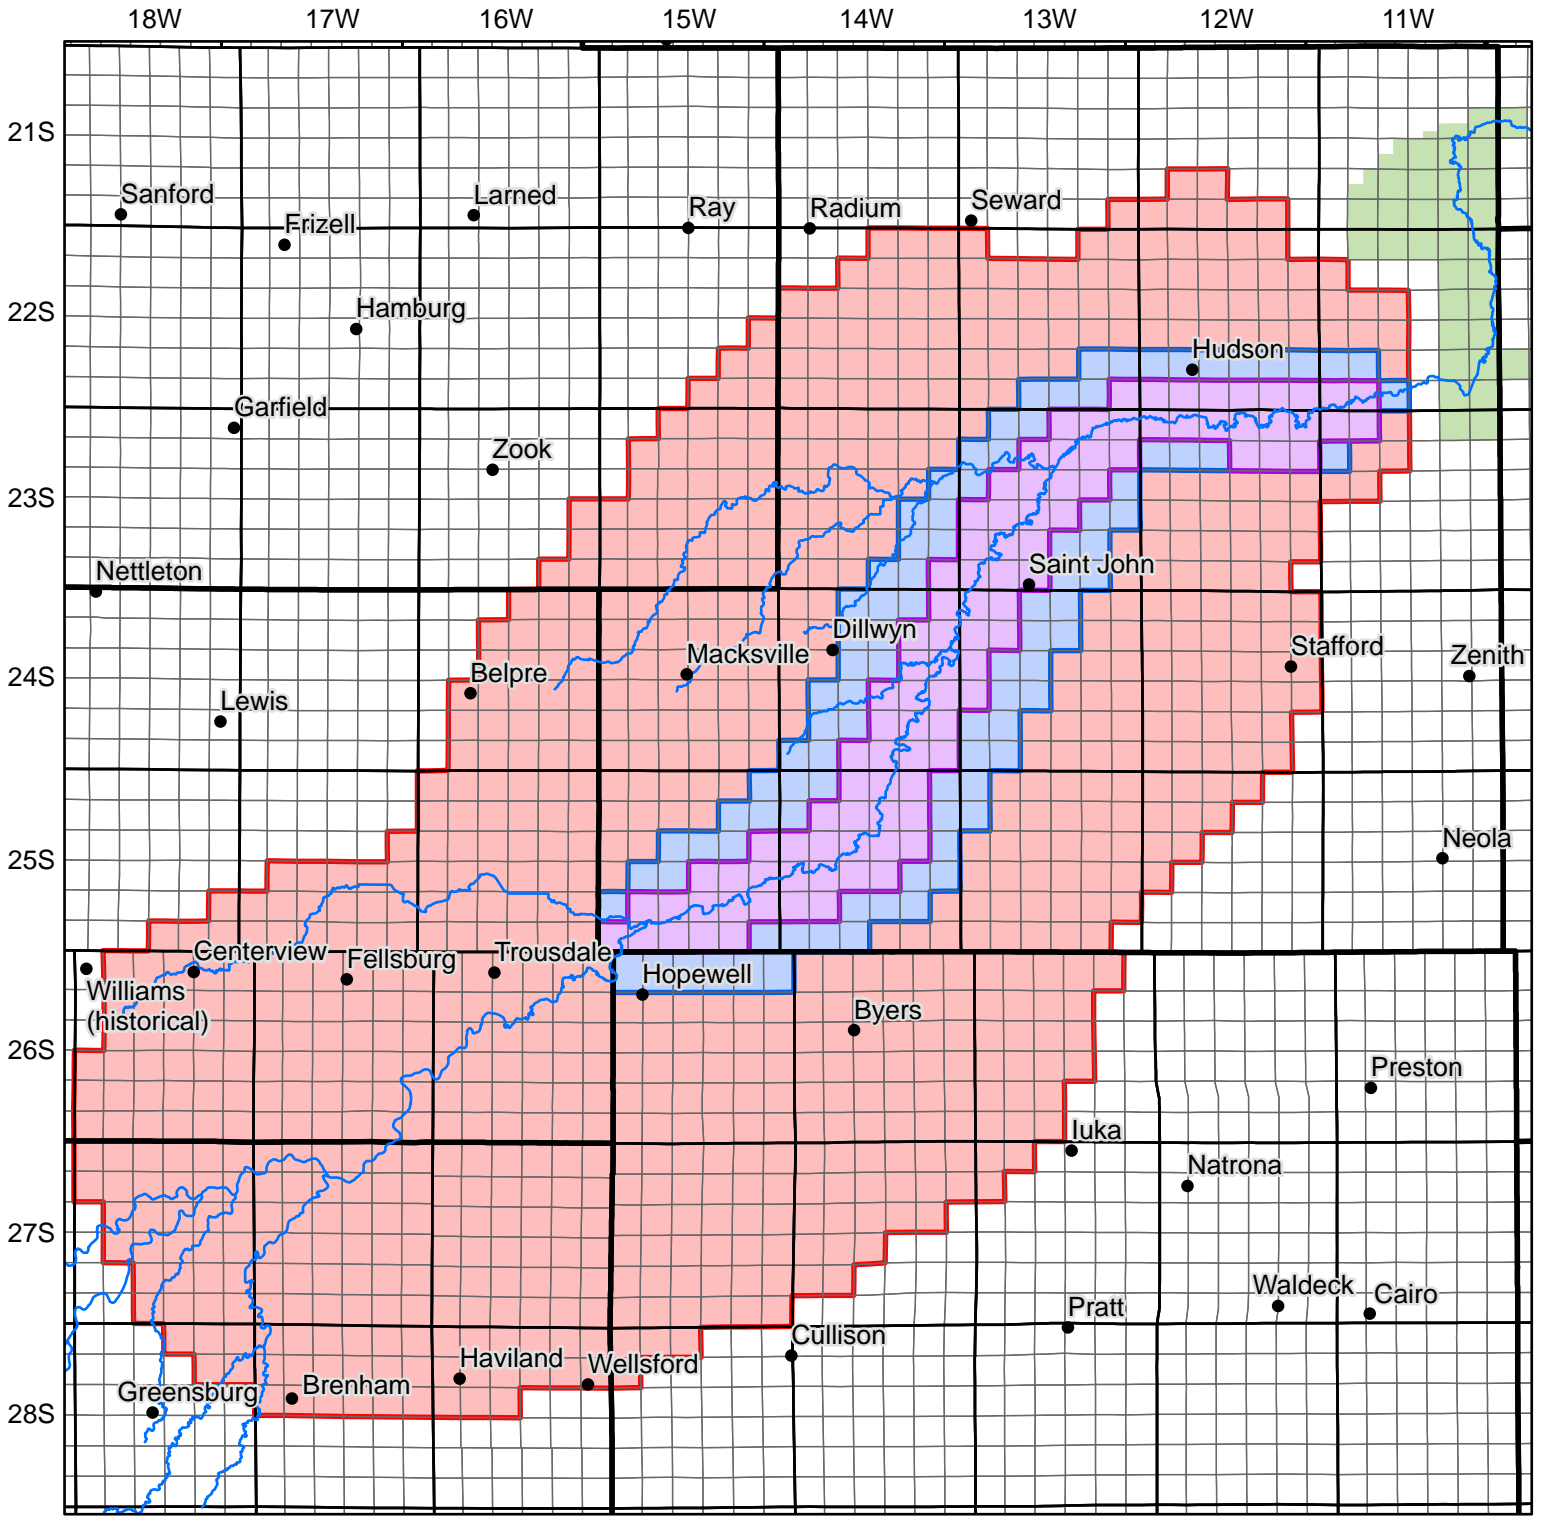 18W 17W 16W 15W 14W 13W 12W 11W
21S
Sanford
Larned
Seward
Ray
Radium
Frizell
22S
Hamburg
Hudson
Garfield
Zook
23S
Saint John
Nettleton
Dillwyn
Macksville
Stafford
Zenith
24S
Belpre
Lewis
Neola
25S
Centerview
Fellsburg
Trousdale
Hopewell
Williams
(historical)
Byers
26S
Preston
Iuka
Natrona
27S
Waldeck
Cairo
Pratt
Cullison
Haviland
Wellsford
Greensburg
Brenham
28S